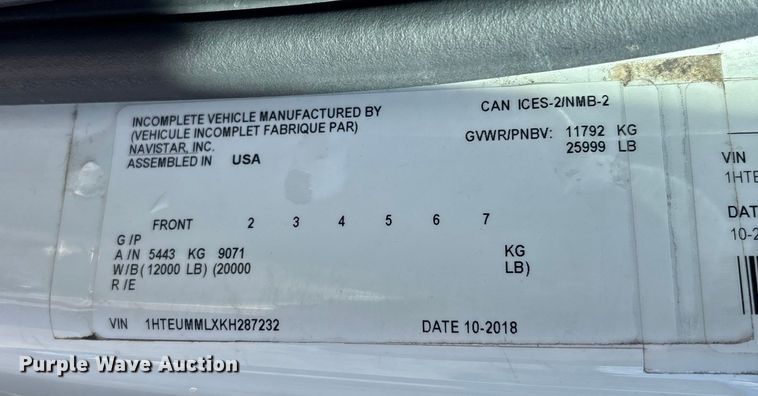 INCOMPLETE VEHICLE MANUFACTURED BY
(VEHICULE INCOMPLET FABRIQUE PAR)
NAVISTAR, INC.
ASSEMBLED IN USA
CAN ICES-2/NMB-2
GVWR/PNBV: 11792 KG
25999 LB
FRONT 2 3 4 5 6 7
G /P
A /N 5443 KG 9071 KG
W/B ( 12000 LB) (20000 LB)
R /E
VIN 1HTEUMMLXKH287232 DATE 10-2018
VIN
1HTE
DAT
10-2
Purple Wave Auction